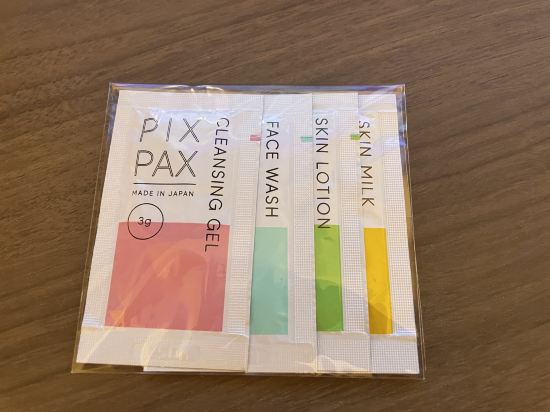 PIX
PAX
MADE IN JAPAN
3g
CLEANSING GEL
FACE WASH
SKIN LOTION
SKIN MILK